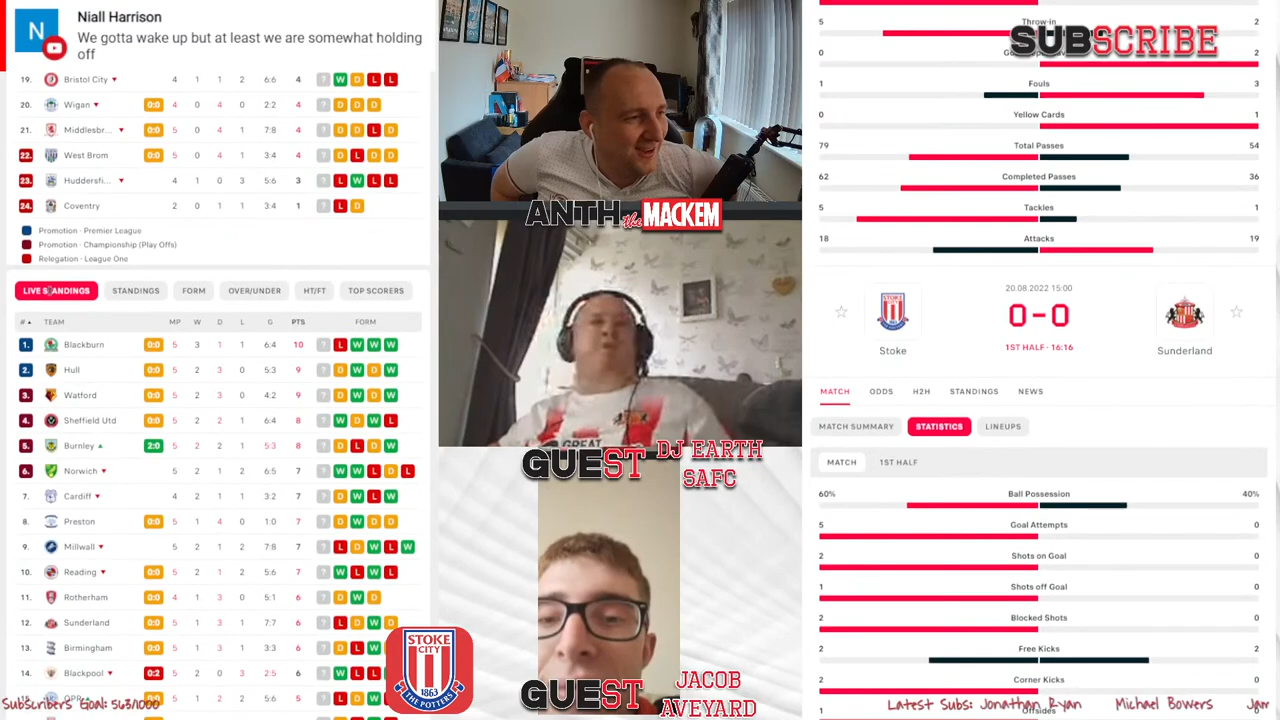 Niall Harrison
We gotta wake up but at least we are somewhat holding
off
19. Bristol City 4 1 1 2 6:6 4 ? W D L L
20. Wigan 0:0 4 0 4 0 2:2 4 ? D D D
21. Middlesbr... 0:0 5 0 4 1 7:8 4 ? D D L D
22. West Brom 0:0 5 0 4 1 3:4 4 ? D L D D
23. Huddersfi... 4 1 0 3 5:6 3 ? L W L L
24. Coventry 2 0 1 1 3:4 1 ? L D
Promotion - Premier League
Promotion - Championship (Play Offs)
Relegation - League One
LIVE STANDINGS STANDINGS FORM OVER/UNDER HT/FT TOP SCORERS
# TEAM MP W D L G PTS FORM
1. Blackburn 0:0 5 3 1 1 6:4 10 ? L W W W
2. Hull 0:0 5 2 3 0 5:3 9 ? D W D W
3. Watford 0:0 5 2 3 0 4:2 9 ? D W D W
4. Sheffield Utd 0:0 5 2 2 1 6:4 8 ? W D W L
5. Burnley 2:0 5 2 2 8 ? D L D W
6. Norwich 5 2 1 2 6:5 7 ? W W L D L
7. Cardiff 4 2 1 1 3:2 7 ? D W L W
8. Preston 0:0 5 1 4 0 1:0 7 ? D W D D
9. Millwall 5 2 1 2 7:8 7 ? L D W L W
10. Reading 0:0 5 2 1 2 5:6 7 ? W L W L
11. Rotherham 0:0 4 1 3 0 5:1 6 ? D W D
12. Sunderland 0:0 5 1 3 1 7:7 6 ? L D W D
13. Birmingham 0:0 5 1 3 1 3:3 6 ? D L W
14. Blackpool 0:2 5 2 0 3 2:5 6 ? W L L
5 1 2 5 ? D W
Subscribers Goal: 563/1000
ANTH the MACKEM
GREAT
GUEST DJ EARTH
SAFC
STOKE
CITY
1863
THE POTTERS
GUEST JACOB
AVEYARD
SUBSCRIBE
5 Throw-in 2
0 2
1 Fouls 3
0 Yellow Cards 1
79 Total Passes 54
62 Completed Passes 36
5 Tackles 1
18 Attacks 19
20.08.2022 15:00
STOKE
CITY
0-0
1ST HALF - 16:16
Stoke Sunderland
MATCH ODDS H2H STANDINGS NEWS
MATCH SUMMARY STATISTICS LINEUPS
MATCH 1ST HALF
60% Ball Possession 40%
5 Goal Attempts 0
2 Shots on Goal 0
1 Shots off Goal 0
2 Blocked Shots 0
2 Free Kicks 2
2 Corner Kicks 0
Latest Subs: Jonathan Ryan Michael Bowers Jam
1 Offsides